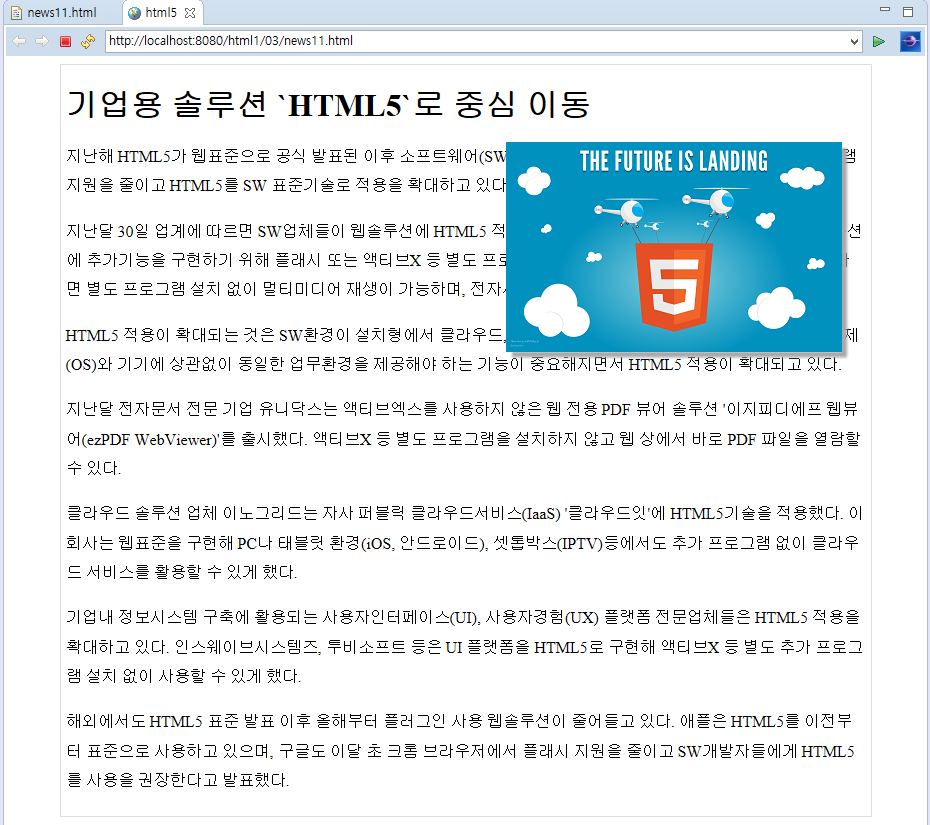 news11.html
html5
http://localhost:8080/html1/03/news11.html
기업용 솔루션 `HTML5`로 중심 이동
지난해 HTML5가 웹표준으로 공식 발표된 이후 소프트웨어(SW 램
지원을 줄이고 HTML5를 SW 표준기술로 적용을 확대하고 있다
THE FUTURE IS LANDING
지난달 30일 업계에 따르면 SW업체들이 웹솔루션에 HTML5 적 션
에 추가기능을 구현하기 위해 플래시 또는 액티브X 등 별도 프로
면 별도 프로그램 설치 없이 멀티미디어 재생이 가능하며, 전자
HTML5 적용이 확대되는 것은 SW환경이 설치형에서 클라우드, 제
(OS)와 기기에 상관없이 동일한 업무환경을 제공해야 하는 기능이 중요해지면서 HTML5 적용이 확대되고 있다.
지난달 전자문서 전문 기업 유니닥스는 액티브엑스를 사용하지 않은 웹 전용 PDF 뷰어 솔루션 '이지피디에프 웹뷰
어(ezPDF WebViewer)'를 출시했다. 액티브X 등 별도 프로그램을 설치하지 않고 웹 상에서 바로 PDF 파일을 열람할
수 있다.
클라우드 솔루션 업체 이노그리드는 자사 퍼블릭 클라우드서비스(IaaS) '클라우드잇'에 HTML5기술을 적용했다. 이
회사는 웹표준을 구현해 PC나 태블릿 환경(iOS, 안드로이드), 셋톱박스(IPTV)등에서도 추가 프로그램 없이 클라우
드 서비스를 활용할 수 있게 했다.
기업내 정보시스템 구축에 활용되는 사용자인터페이스(UI), 사용자경험(UX) 플랫폼 전문업체들은 HTML5 적용을
확대하고 있다. 인스웨이브시스템즈, 투비소프트 등은 UI 플랫폼을 HTML5로 구현해 액티브X 등 별도 추가 프로그
램 설치 없이 사용할 수 있게 했다.
해외에서도 HTML5 표준 발표 이후 올해부터 플러그인 사용 웹솔루션이 줄어들고 있다. 애플은 HTML5를 이전부
터 표준으로 사용하고 있으며, 구글도 이달 초 크롬 브라우저에서 플래시 지원을 줄이고 SW개발자들에게 HTML5
를 사용을 권장한다고 발표했다.